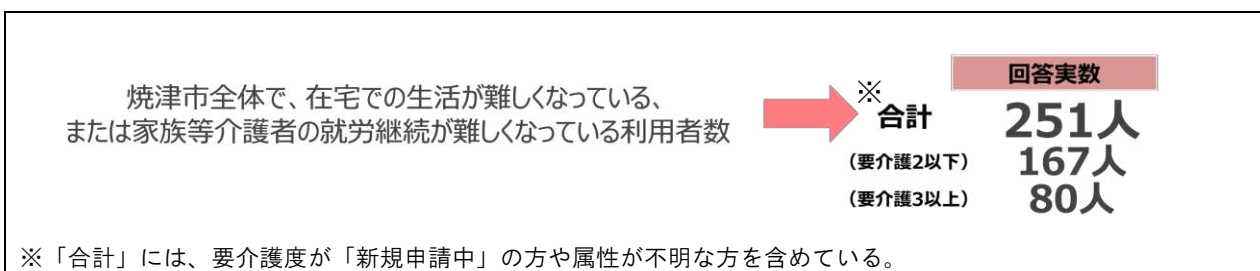 回答実数
焼津市全体で、在宅での生活が難しくなっている、
または家族等介護者の就労継続が難しくなっている利用者数
※
合計 251人
（要介護2以下） 167人
（要介護3以上） 80人
※「合計」には、要介護度が「新規申請中」の方や属性が不明な方を含めている。